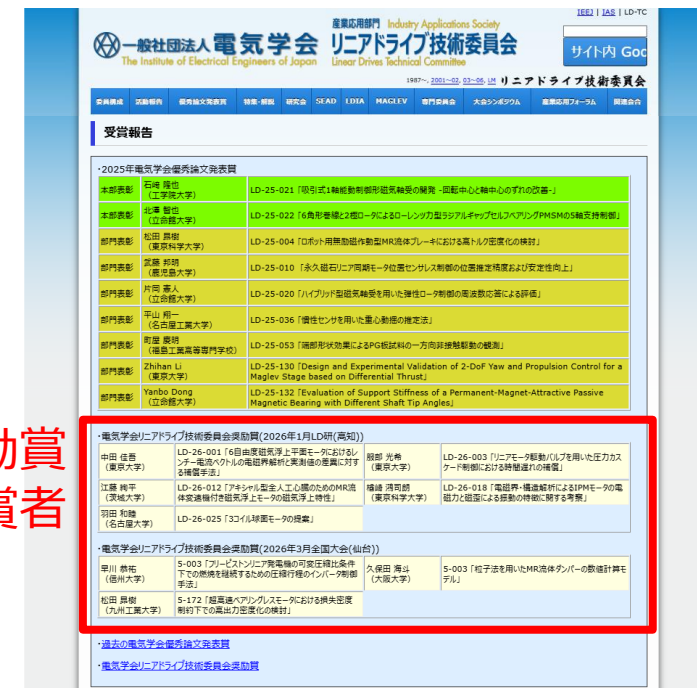 IEEJ | IAS | LD-TC
一般社団法人 電気学会
The Institute of Electrical Engineers of Japan
産業応用部門 Industry Applications Society
リニアドライブ技術委員会
Linear Drives Technical Committee
サイト内 Goo
1987～, 2001～02, 03～06, LM リニアドライブ技術委員会
委員構成 活動報告 優秀論文発表賞 特集・解説 研究会 SEAD LDIA MAGLEV 専門委員会 大会シンポジウム 産業応用フォーラム 関連会合
受賞報告
・2025年電気学会優秀論文発表賞
本部表彰 石﨑 隆也
（工学院大学） LD-25-021「吸引式1軸能動制御形磁気軸受の開発 -回転中心と軸中心のずれの改善-」
本部表彰 北澤 智也
（立命館大学） LD-25-022「6角形巻線と2極ロータによるローレンツ力型ラジアルギャップセルフベアリングPMSMの5軸支持制御」
部門表彰 松田 昂樹
（東京科学大学） LD-25-004「ロボット用無励磁作動型MR流体ブレーキにおける高トルク密度化の検討」
部門表彰 武藤 邦明
（鹿児島大学） LD-25-010 「永久磁石リニア同期モータ位置センサレス制御の位置推定精度および安定性向上」
部門表彰 片岡 憲人
（立命館大学） LD-25-020「ハイブリッド型磁気軸受を用いた弾性ロータ制御の周波数応答による評価」
部門表彰 平山 翔一
（名古屋工業大学） LD-25-036「慣性センサを用いた重心動揺の推定法」
部門表彰 町屋 慶明
（福島工業高等専門学校） LD-25-053「端部形状効果によるPG板試料の一方向非接触駆動の観測」
部門表彰 Zhihan Li
（東京大学） LD-25-130「Design and Experimental Validation of 2-DoF Yaw and Propulsion Control for a
Maglev Stage based on Differential Thrust」
部門表彰 Yanbo Dong
（立命館大学） LD-25-132「Evaluation of Support Stiffness of a Permanent-Magnet-Attractive Passive
Magnetic Bearing with Different Shaft Tip Angles」
励賞
賞者
・電気学会リニアドライブ技術委員会奨励賞(2026年1月LD研(高知))
中田 佳吾
（東京大学） LD-26-001「6自由度磁気浮上平面モータにおけるレンチー電流ベクトルの電磁界解析と実測値の差異に対する補償手法」
服部 光希
（東京大学） LD-26-003「リニアモータ駆動バルブを用いた圧力カスケード制御における時間遅れの補償」
江藤 絢平
（茨城大学） LD-26-012「アキシャル型全人工心臓のためのMR流体変速機付き磁気浮上モータの磁気浮上特性」
植崎 鴻司朗
（東京科学大学） LD-26-018「電磁界・構造解析によるIPMモータの電磁力と磁歪による振動の特徴に関する考察」
羽田 和睦
（名古屋大学） LD-26-025「3コイル球面モータの提案」
・電気学会リニアドライブ技術委員会奨励賞(2026年3月全国大会(仙台))
早川 恭祐
（信州大学） 5-003「フリーピストンリニア発電機の可変圧縮比条件下での燃焼を継続するための圧縮行程のインバータ制御手法」
久保田 海斗
（大阪大学） 5-003「粒子法を用いたMR流体ダンパーの数値計算モデル」
松田 昂樹
（九州工業大学） 5-172「超高速ベアリングレスモータにおける損失密度制約下での高出力密度化の検討」
・過去の電気学会優秀論文発表賞
・電気学会リニアドライブ技術委員会奨励賞